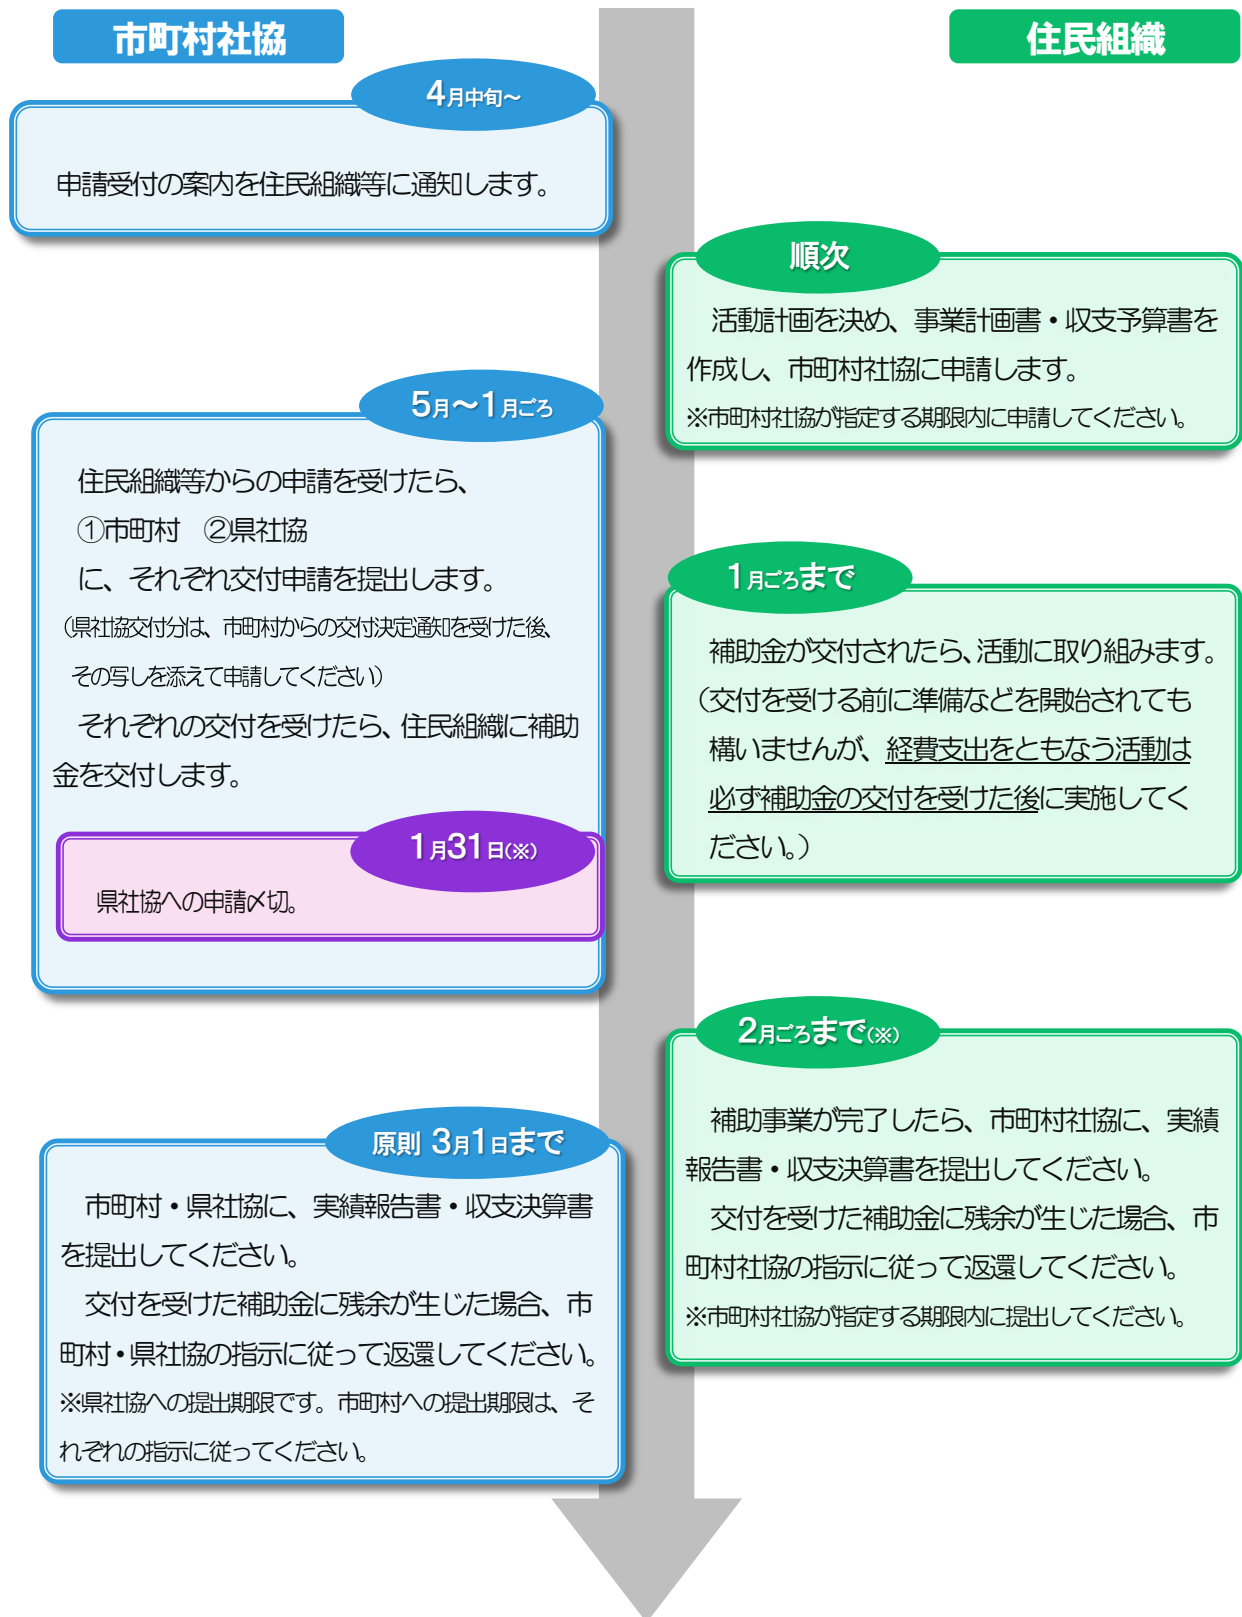 市町村社協
住民組織
4月中旬~
申請受付の案内を住民組織等に通知します。
順次
活動計画を決め、事業計画書・収支予算書を
作成し、市町村社協に申請します。
※市町村社協が指定する期限内に申請してください。
5月〜1月ごろ
住民組織等からの申請を受けたら、
①市町村　②県社協
に、それぞれ交付申請を提出します。
(県社協交付分は、市町村からの交付決定通知を受けた後、
その写しを添えて申請してください)
それぞれの交付を受けたら、住民組織に補助
金を交付します。
1月31日(※)
県社協への申請〆切。
1月ごろまで
補助金が交付されたら、活動に取り組みます。
(交付を受ける前に準備などを開始されても
構いませんが、経費支出をともなう活動は
必ず補助金の交付を受けた後に実施してく
ださい。)
2月ごろまで(※)
補助事業が完了したら、市町村社協に、実績
報告書・収支決算書を提出してください。
交付を受けた補助金に残余が生じた場合、市
町村社協の指示に従って返還してください。
※市町村社協が指定する期限内に提出してください。
原則 3月1日まで
市町村・県社協に、実績報告書・収支決算書
を提出してください。
交付を受けた補助金に残余が生じた場合、市
町村・県社協の指示に従って返還してください。
※県社協への提出期限です。市町村への提出期限は、そ
れぞれの指示に従ってください。